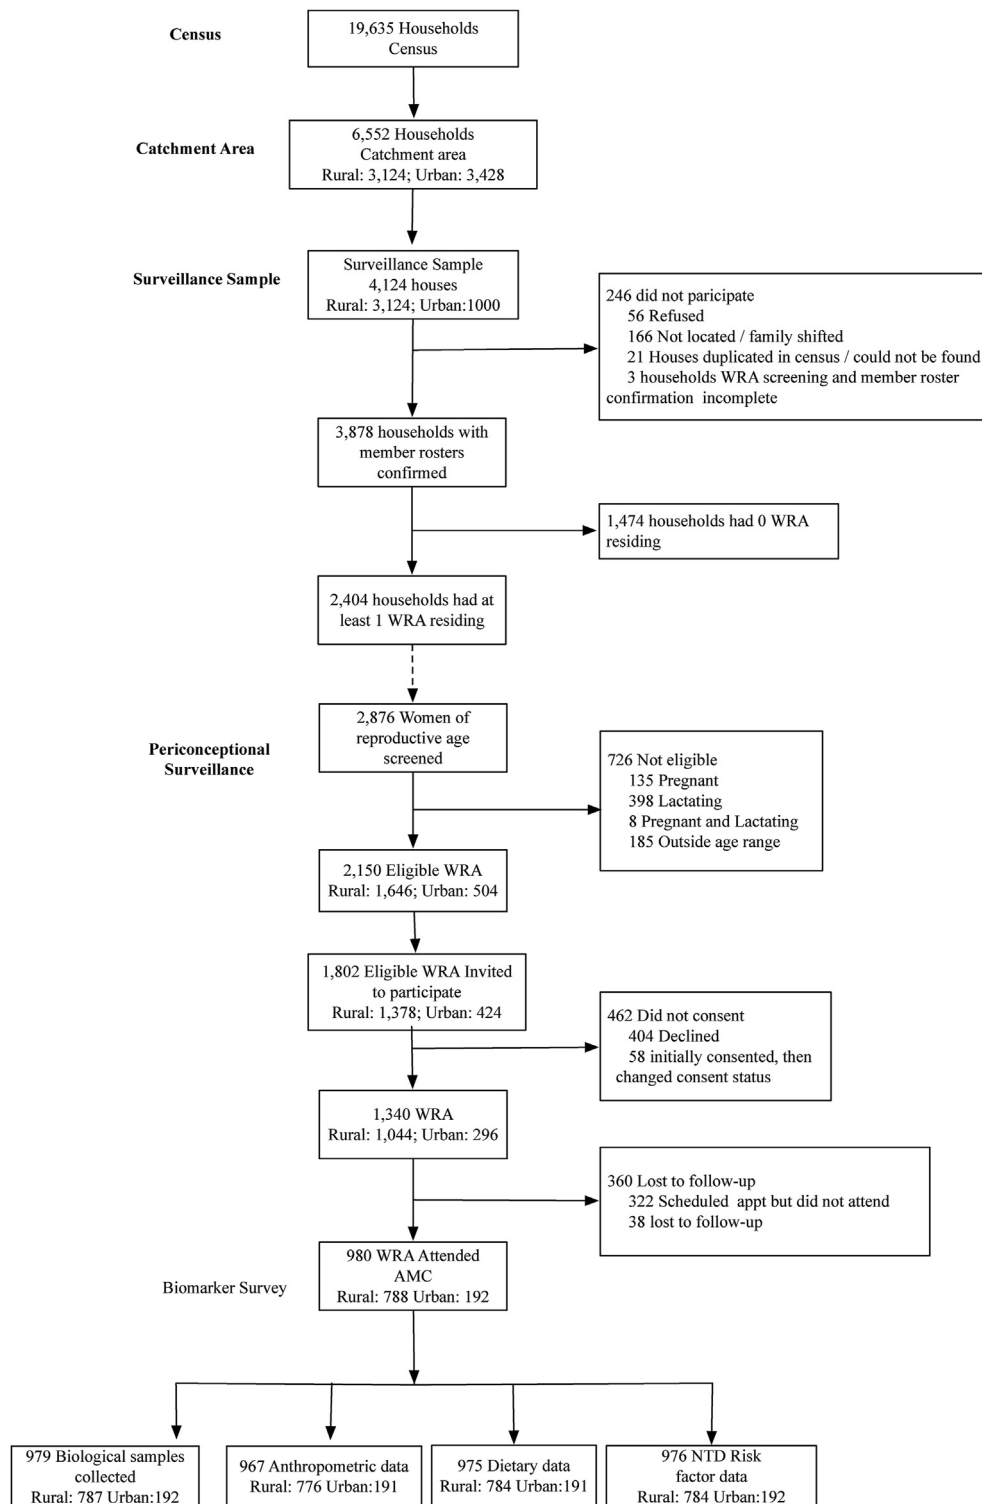 Census
19,635 Households
Census
Catchment Area
6,552 Households
Catchment area
Rural: 3,124; Urban: 3,428
Surveillance Sample
Surveillance Sample
4,124 houses
Rural: 3,124; Urban:1000
246 did not paricipate
56 Refused
166 Not located / family shifted
21 Houses duplicated in census / could not be found
3 households WRA screening and member roster
confirmation incomplete
3,878 households with
member rosters
confirmed
1,474 households had 0 WRA
residing
2,404 households had at
least 1 WRA residing
Periconceptional
Surveillance
2,876 Women of
reproductive age
screened
726 Not eligible
135 Pregnant
398 Lactating
8 Pregnant and Lactating
185 Outside age range
2,150 Eligible WRA
Rural: 1,646; Urban: 504
1,802 Eligible WRA Invited
to participate
Rural: 1,378; Urban: 424
462 Did not consent
404 Declined
58 initially consented, then
changed consent status
1,340 WRA
Rural: 1,044; Urban: 296
360 Lost to follow-up
322 Scheduled appt but did not attend
38 lost to follow-up
Biomarker Survey
980 WRA Attended
AMC
Rural: 788 Urban: 192
979 Biological samples
collected
Rural: 787 Urban:192
967 Anthropometric data
Rural: 776 Urban:191
975 Dietary data
Rural: 784 Urban:191
976 NTD Risk
factor data
Rural: 784 Urban:192